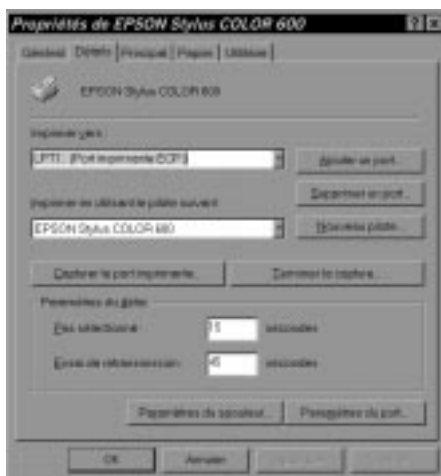 Propriétés de EPSON Stylus COLOR 600
Général Détails Principal Papier Utilitaire
EPSON Stylus COLOR 600
Imprimer vers :
LPT1: (Port imprimante ECP)
Ajouter un port...
Supprimer un port...
Imprimer en utilisant le pilote suivant :
EPSON Stylus COLOR 600
Nouveau pilote...
Capturer le port imprimante...
Terminer la capture...
Paramètres du délai
Pas sélectionné : 15 secondes
Essai de retransmission : 45 secondes
Paramètres du spouleur...
Paramètres du port...
OK
Annuler